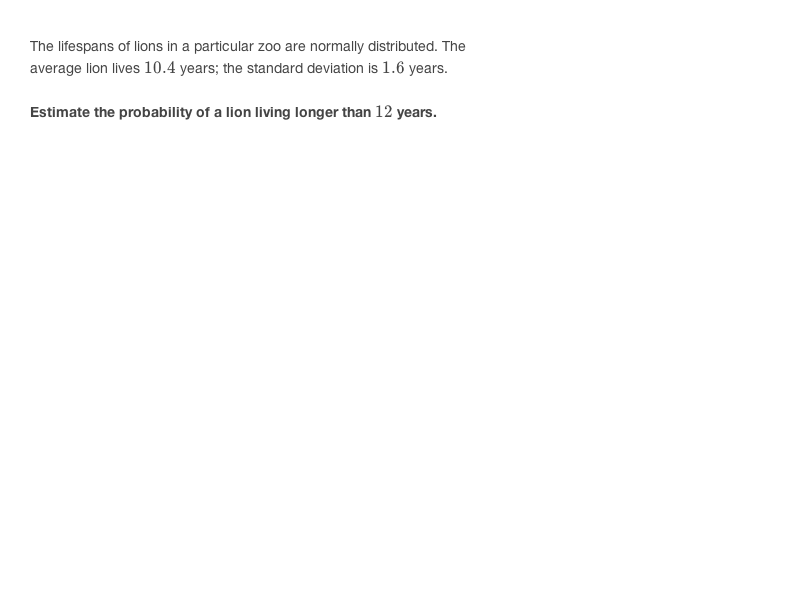 The lifespans of lions in a particular zoo are normally distributed. The
average lion lives 10.4 years; the standard deviation is 1.6 years.
Estimate the probability of a lion living longer than 12 years.